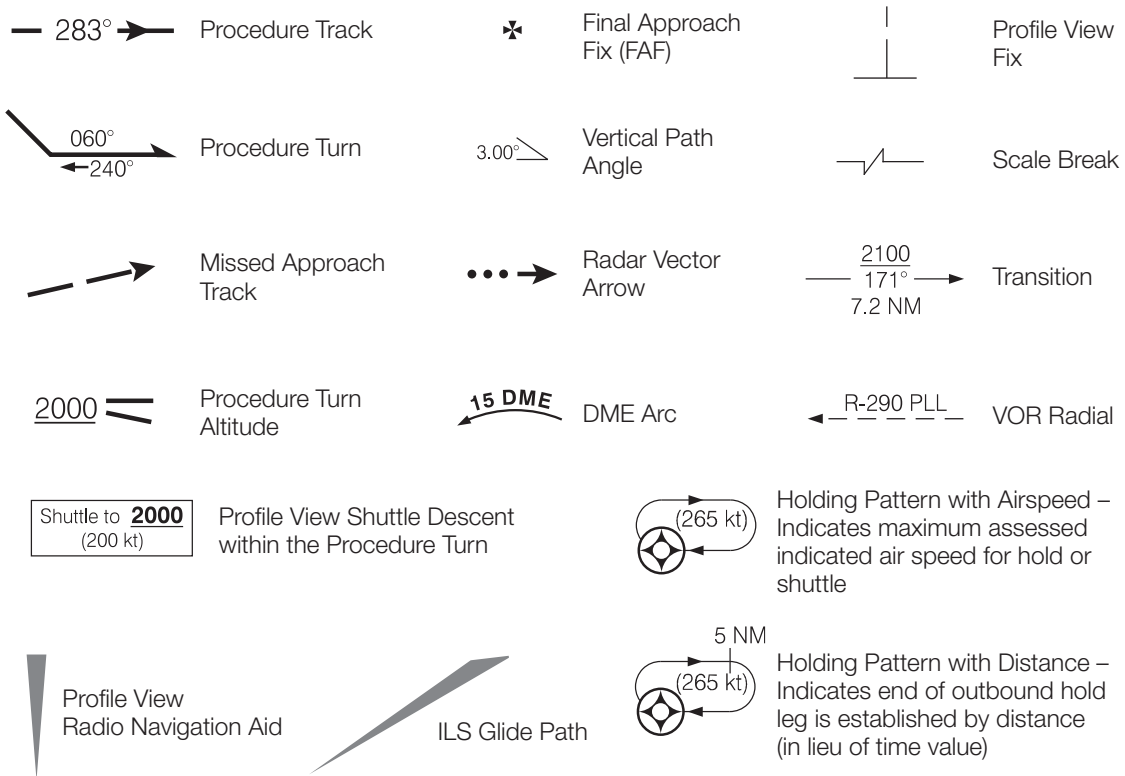 283°
Procedure Track
Final Approach
Fix (FAF)
Profile View
Fix
060°
240°
Procedure Turn
3.00°
Vertical Path
Angle
Scale Break
Missed Approach
Track
Radar Vector
Arrow
2100
171°
7.2 NM
Transition
2000
Procedure Turn
Altitude
15 DME
DME Arc
R-290 PLL
VOR Radial
Shuttle to 2000
(200 kt)
Profile View Shuttle Descent
within the Procedure Turn
(265 kt)
Holding Pattern with Airspeed –
Indicates maximum assessed
indicated air speed for hold or
shuttle
Profile View
Radio Navigation Aid
ILS Glide Path
5 NM
(265 kt)
Holding Pattern with Distance –
Indicates end of outbound hold
leg is established by distance
(in lieu of time value)